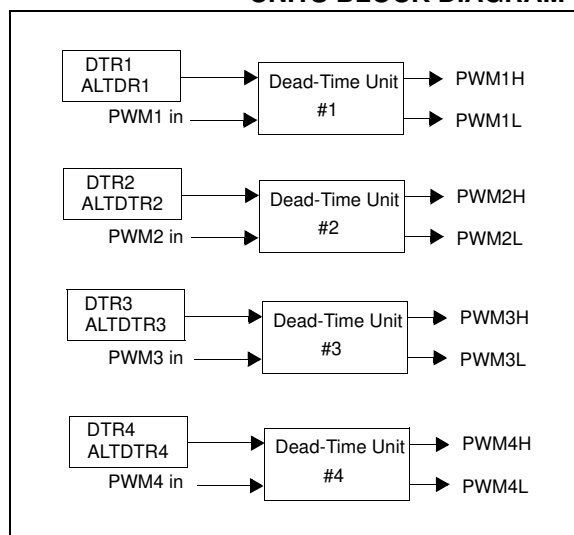 UNITS BLOCK DIAGRAM
DTR1
ALTDR1
PWM1 in
Dead-Time Unit
#1
PWM1H
PWM1L
DTR2
ALTDTR2
PWM2 in
Dead-Time Unit
#2
PWM2H
PWM2L
DTR3
ALTDTR3
PWM3 in
Dead-Time Unit
#3
PWM3H
PWM3L
DTR4
ALTDTR4
PWM4 in
Dead-Time Unit
#4
PWM4H
PWM4L